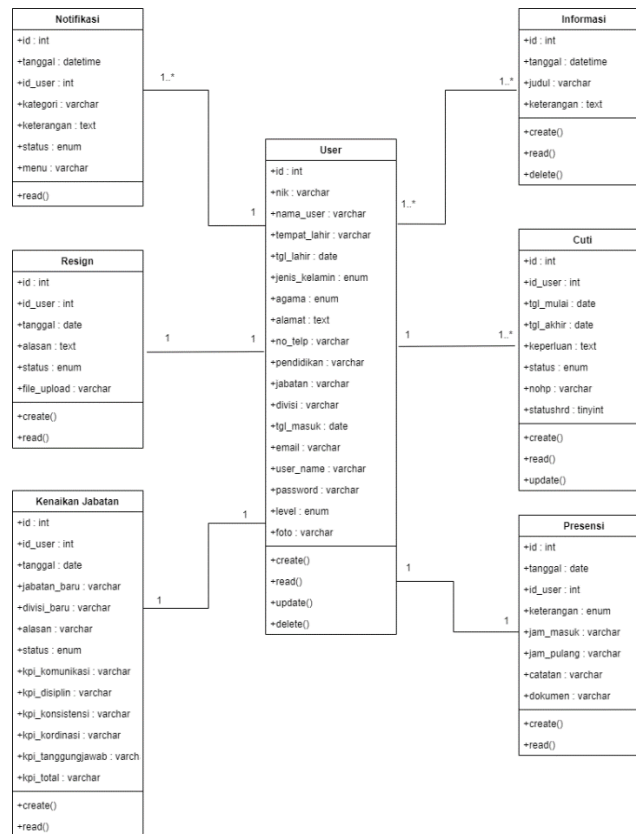 Notifikasi
+id : int
+tanggal : datetime
+id_user : int
+kategori : varchar
+keterangan : text
+status : enum
+menu : varchar
+read()
1..*
1
Resign
+id : int
+id_user : int
+tanggal : date
+alasan : text
+status : enum
+file_upload : varchar
+create()
+read()
1
1
Kenaikan Jabatan
+id : int
+id_user : int
+tanggal : date
+jabatan_baru : varchar
+divisi_baru : varchar
+alasan : varchar
+status : enum
+kpi_komunikasi : varchar
+kpi_disiplin : varchar
+kpi_konsistensi : varchar
+kpi_kordinasi : varchar
+kpi_tanggungjawab : varch
+kpi_total : varchar
+create()
+read()
1
1
User
+id : int
+nik : varchar
+nama_user : varchar
+tempat_lahir : varchar
+tgl_lahir : date
+jenis_kelamin : enum
+agama : enum
+alamat : text
+no_telp : varchar
+pendidikan : varchar
+jabatan : varchar
+divisi : varchar
+tgl_masuk : date
+email : varchar
+user_name : varchar
+password : varchar
+level : enum
+foto : varchar
+create()
+read()
+update()
+delete()
1..*
1..*
Informasi
+id : int
+tanggal : datetime
+judul : varchar
+keterangan : text
+create()
+read()
+delete()
1
1..*
Cuti
+id : int
+id_user : int
+tgl_mulai : date
+tgl_akhir : date
+keperluan : text
+status : enum
+nohp : varchar
+statushrd : tinyint
+create()
+read()
+update()
1
1
Presensi
+id : int
+tanggal : date
+id_user : int
+keterangan : enum
+jam_masuk : varchar
+jam_pulang : varchar
+catatan : varchar
+dokumen : varchar
+create()
+read()